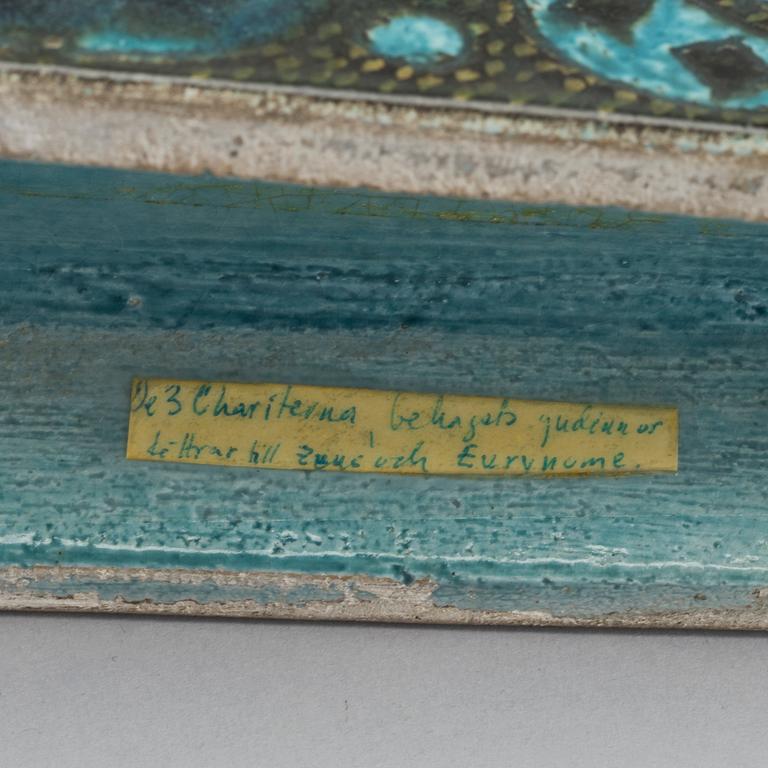 De 3 Chariterna, behagets gudinnor
döttrar till Zeus och Eurynome.